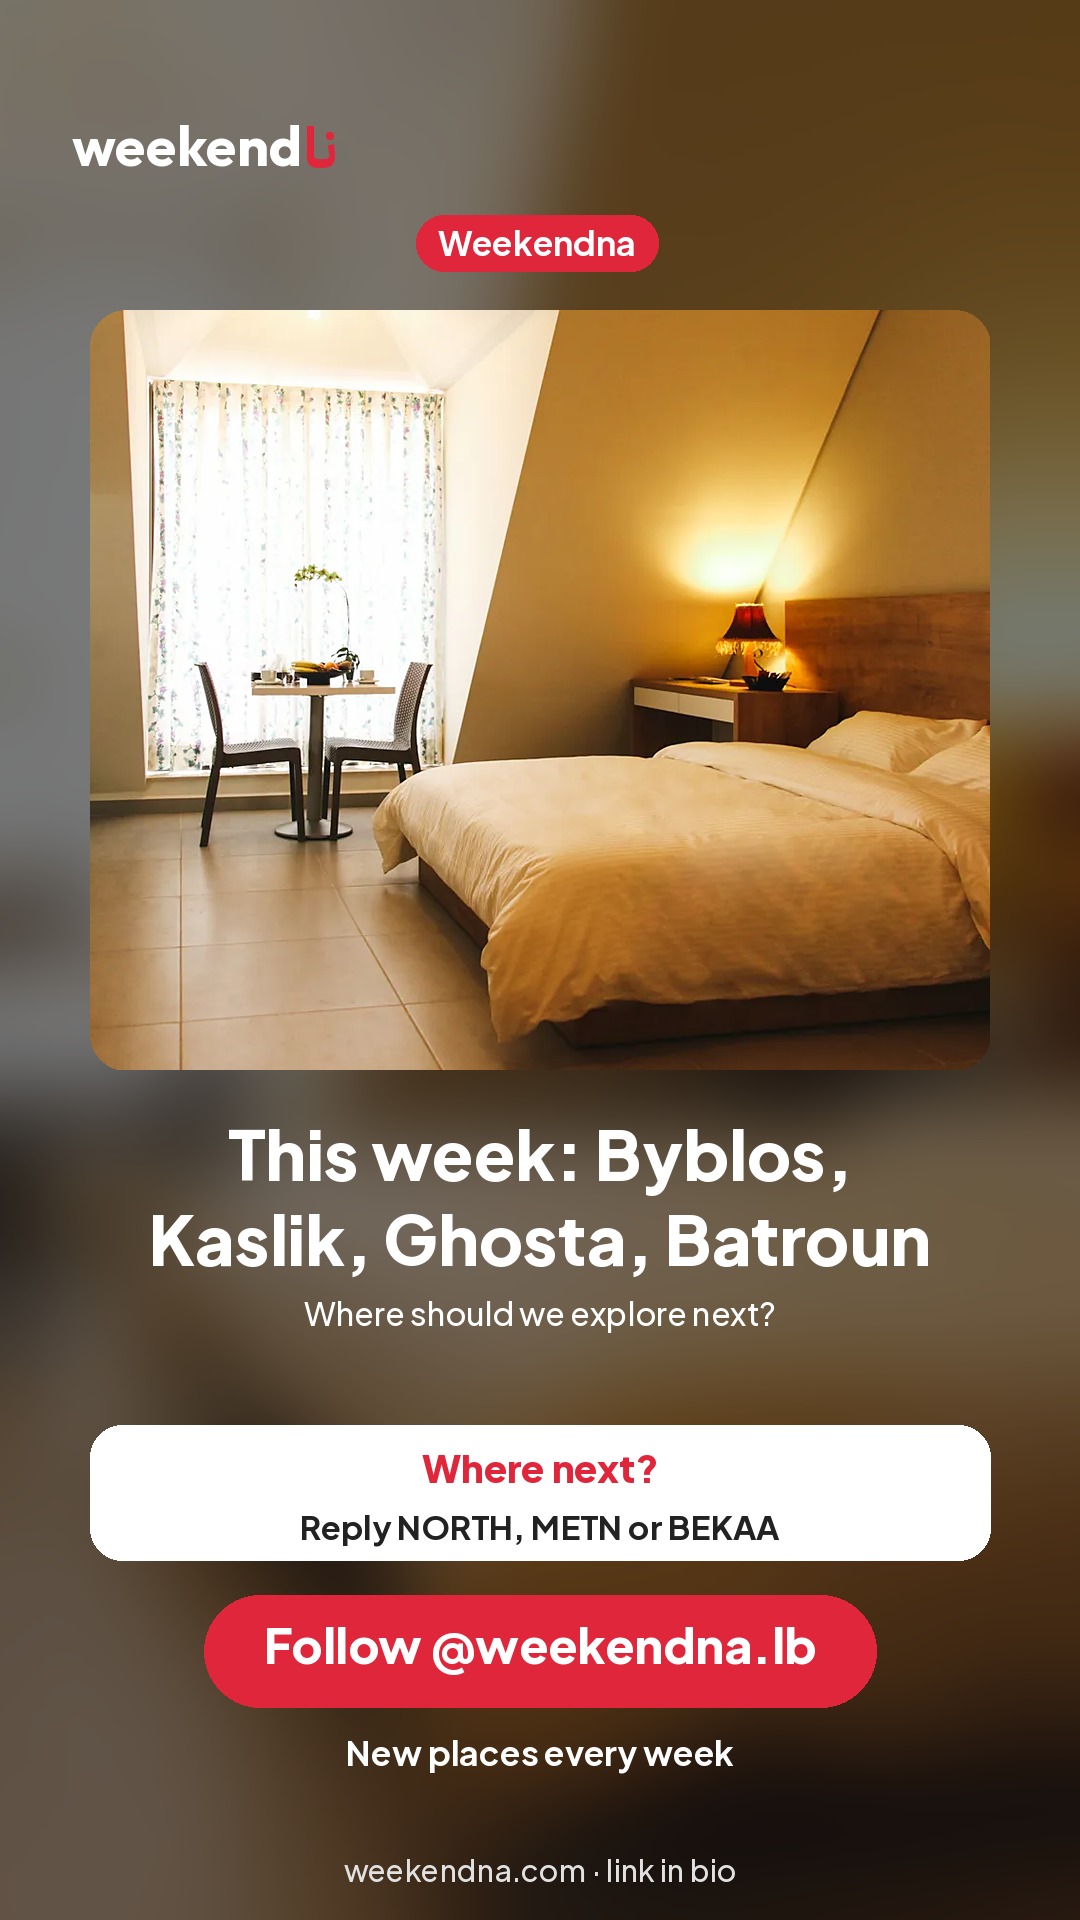 weekendنا
Weekendna
This week: Byblos,
Kaslik, Ghosta, Batroun
Where should we explore next?
Where next?
Reply NORTH, METN or BEKAA
Follow @weekendna.lb
New places every week
weekendna.com · link in bio